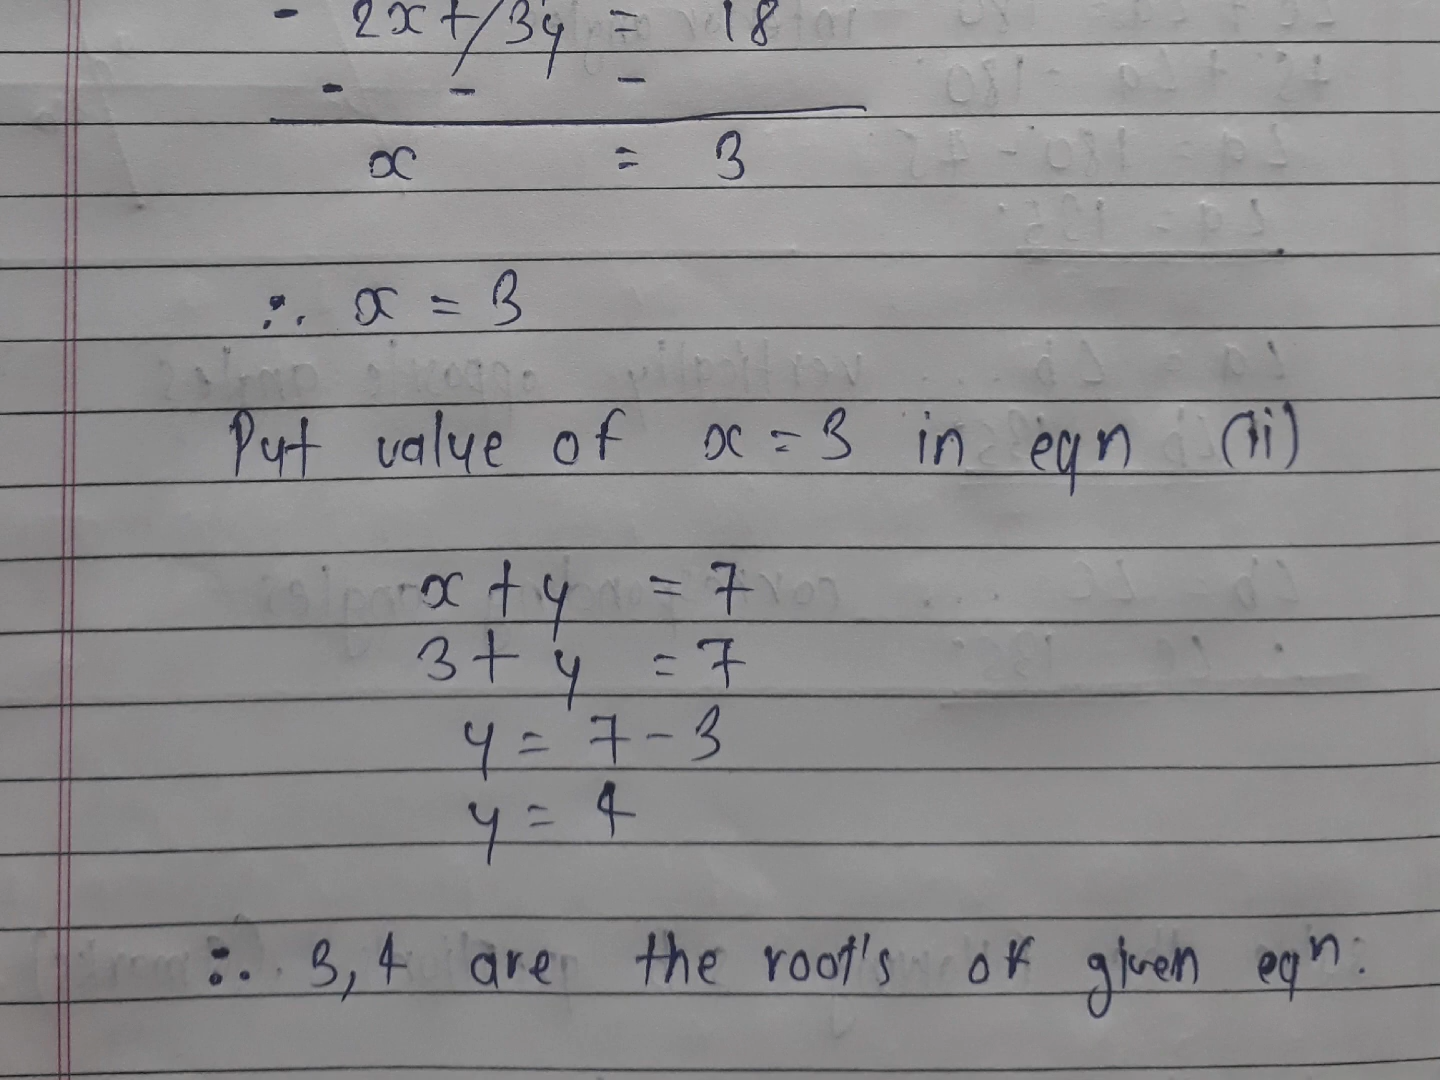 - 2x + 3y = 18
- - -
x = 3
∴ x = 3
Put value of x = 3 in eqn (ii)
x + y = 7
3 + y = 7
y = 7 - 3
y = 4
∴ 3, 4 are the root's of given eqn.